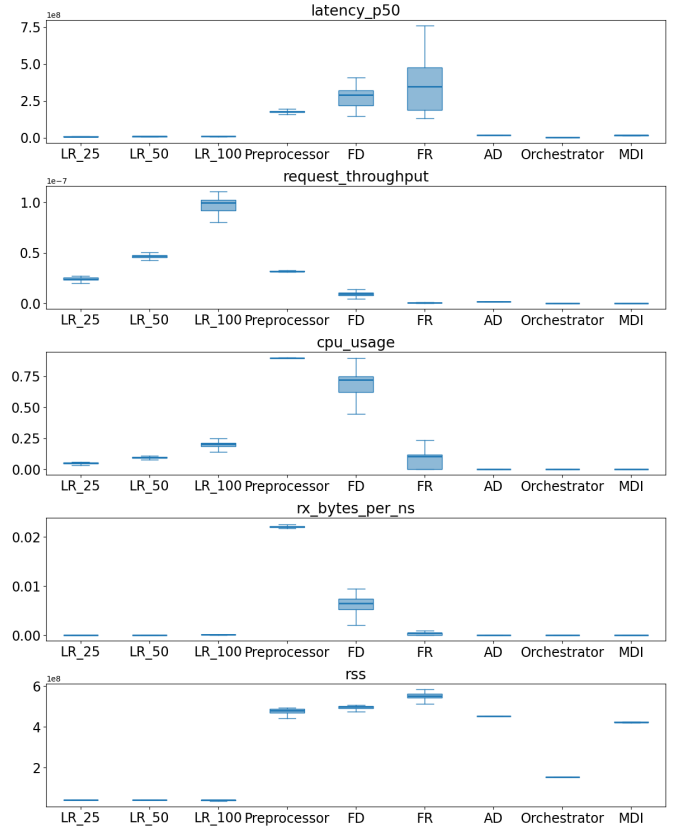 latency_p50
1e8
7.5
5.0
2.5
0.0
LR_25 LR_50 LR_100 Preprocessor FD FR AD Orchestrator MDI
request_throughput
1e−7
1.0
0.5
0.0
LR_25 LR_50 LR_100 Preprocessor FD FR AD Orchestrator MDI
cpu_usage
0.75
0.50
0.25
0.00
LR_25 LR_50 LR_100 Preprocessor FD FR AD Orchestrator MDI
rx_bytes_per_ns
0.02
0.01
0.00
LR_25 LR_50 LR_100 Preprocessor FD FR AD Orchestrator MDI
rss
1e8
6
4
2
LR_25 LR_50 LR_100 Preprocessor FD FR AD Orchestrator MDI